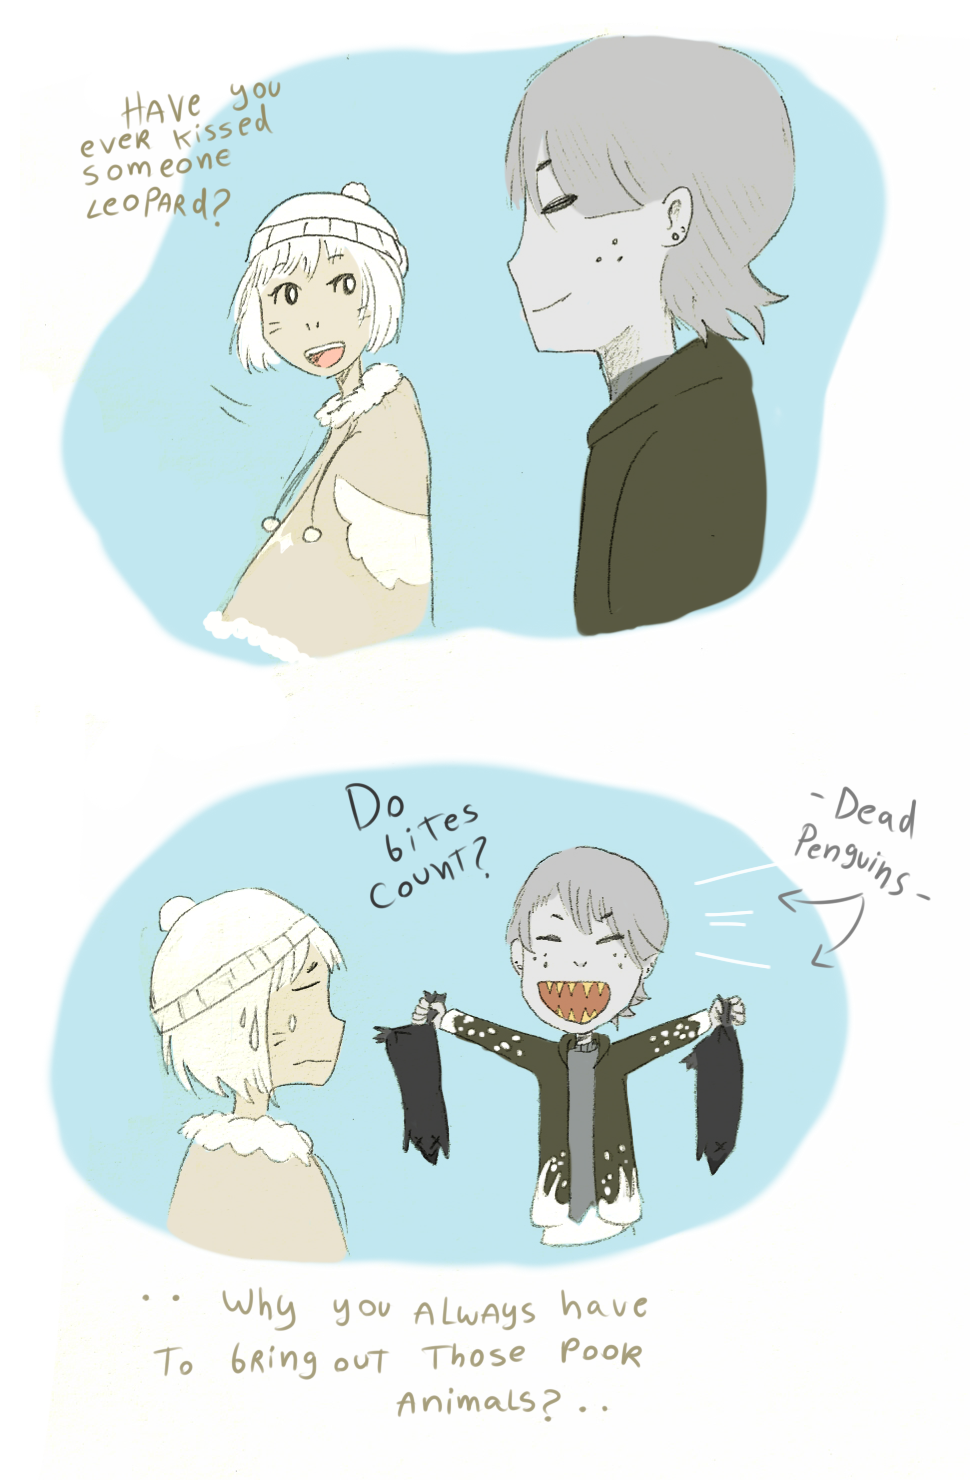 HAVE you
ever kissed
someone
LEOPARd?
Do
bites
count?
- Dead
Penguins -
.. Why you ALWAYS have
To bring out Those Poor
Animals? ..